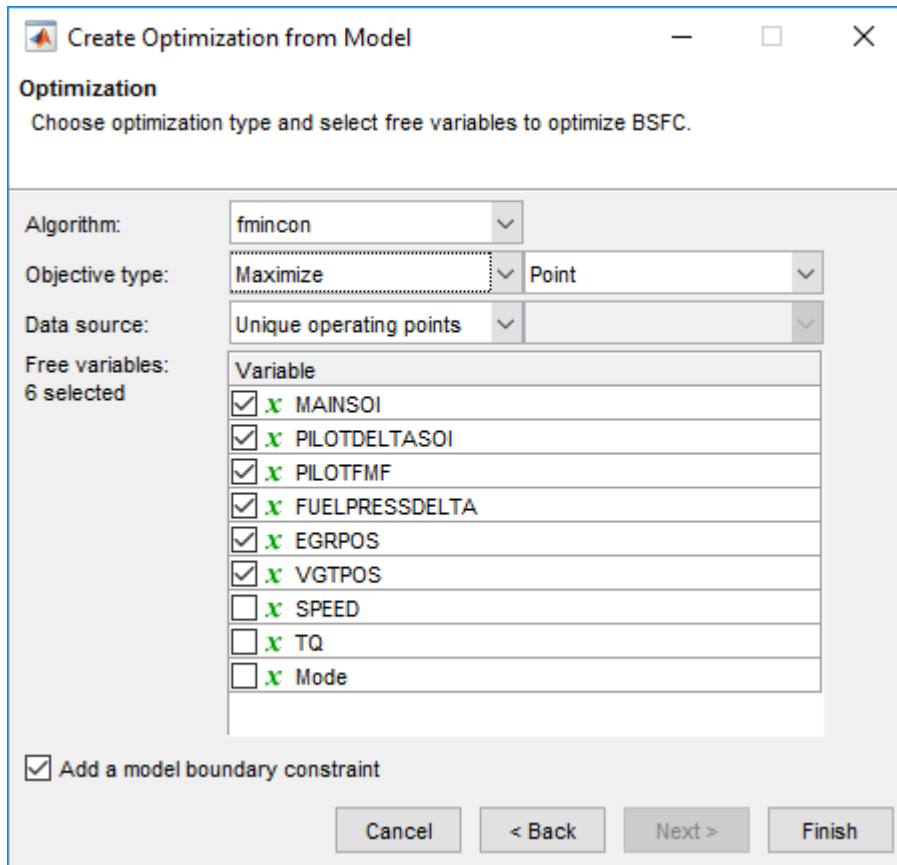 Create Optimization from Model
Optimization
Choose optimization type and select free variables to optimize BSFC.
Algorithm: fmincon
Objective type: Maximize Point
Data source: Unique operating points
Free variables: Variable
6 selected
x MAINSOI
x PILOTDELTASOI
x PILOTFMF
x FUELPRESSDELTA
x EGRPOS
x VGTPOS
x SPEED
x TQ
x Mode
Add a model boundary constraint
Cancel < Back Next > Finish